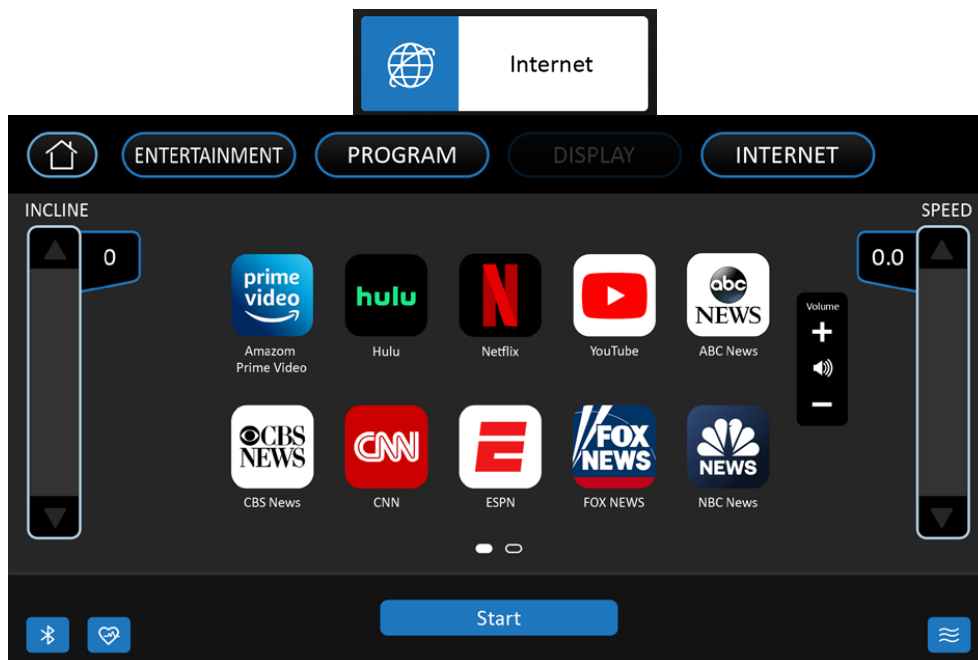 Internet
ENTERTAINMENT PROGRAM DISPLAY INTERNET
INCLINE SPEED
0 0.0
prime video hulu N abc NEWS
Volume
+
−
Amazom Prime Video Hulu Netflix YouTube ABC News
CBS NEWS CNN E FOX NEWS NEWS
CBS News CNN ESPN FOX NEWS NBC News
Start